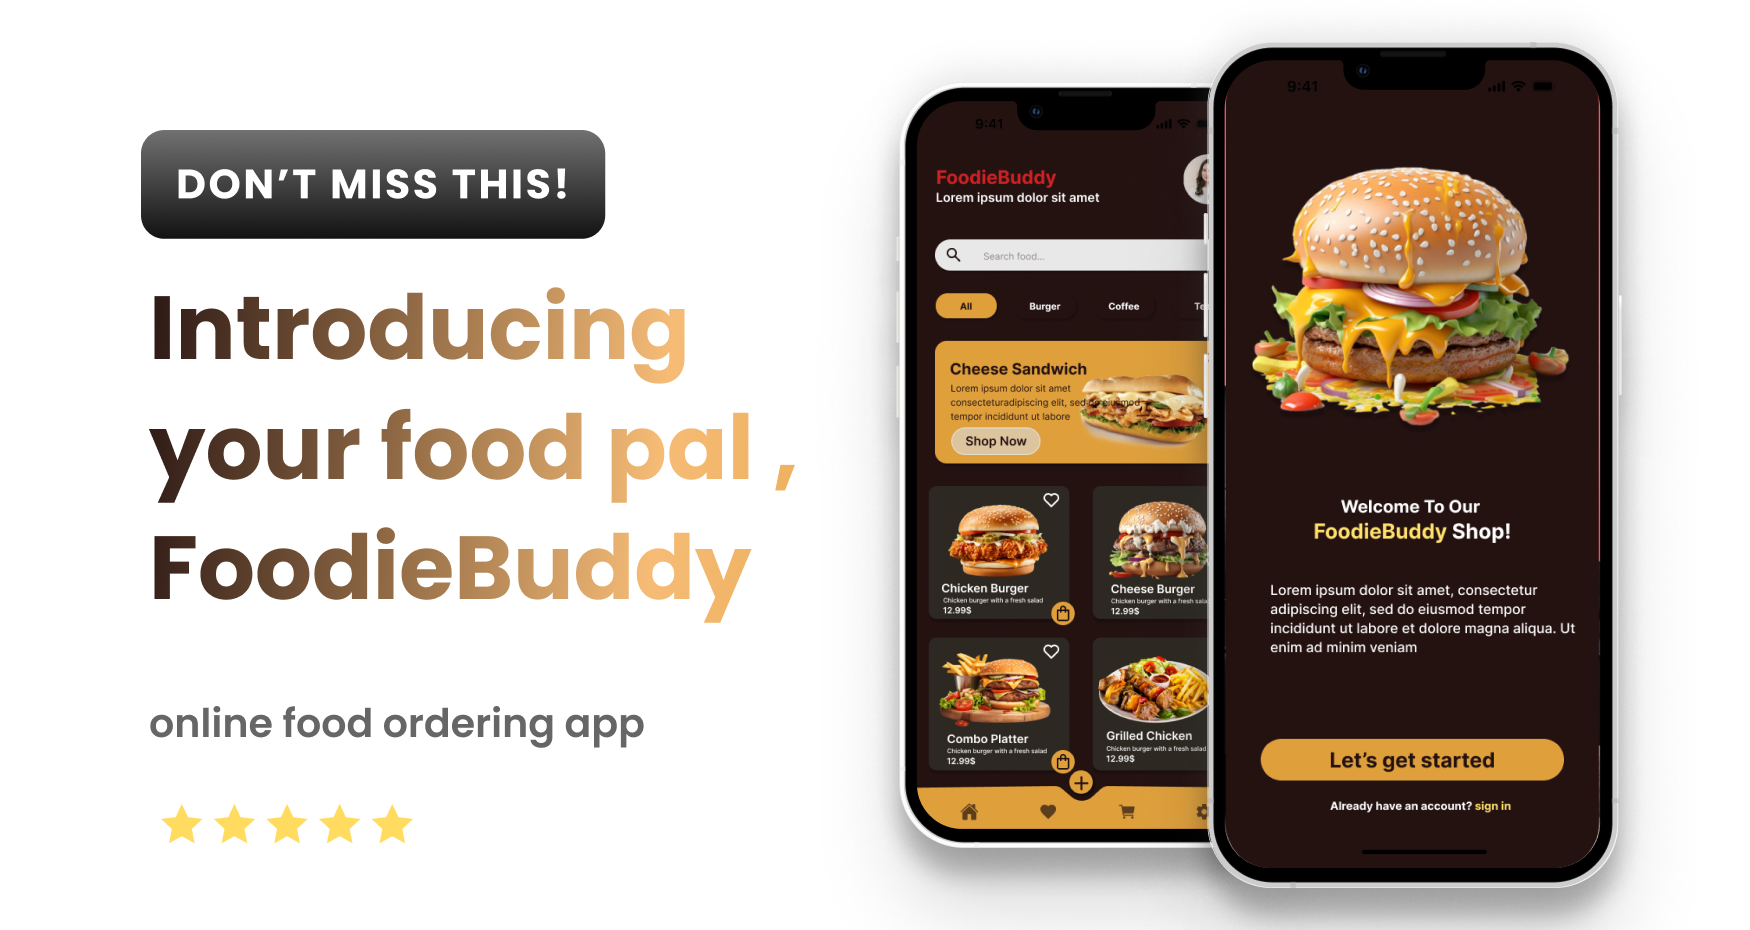 DON’T MISS THIS!
Introducing
your food pal ,
FoodieBuddy
online food ordering app
9:41
FoodieBuddy
Lorem ipsum dolor sit amet
Search food...
All
Burger
Coffee
Cheese Sandwich
Lorem ipsum dolor sit amet
consecteturadipiscing elit, sed do eiusmod
tempor incididunt ut labore
Shop Now
Chicken Burger
Chicken burger with a fresh salad
12.99$
Cheese Burger
Chicken burger with a fresh salad
12.99$
Combo Platter
Chicken burger with a fresh salad
12.99$
Grilled Chicken
Chicken burger with a fresh salad
12.99$
9:41
Welcome To Our
FoodieBuddy Shop!
Lorem ipsum dolor sit amet, consectetur
adipiscing elit, sed do eiusmod tempor
incididunt ut labore et dolore magna aliqua. Ut
enim ad minim veniam
Let’s get started
Already have an account? sign in